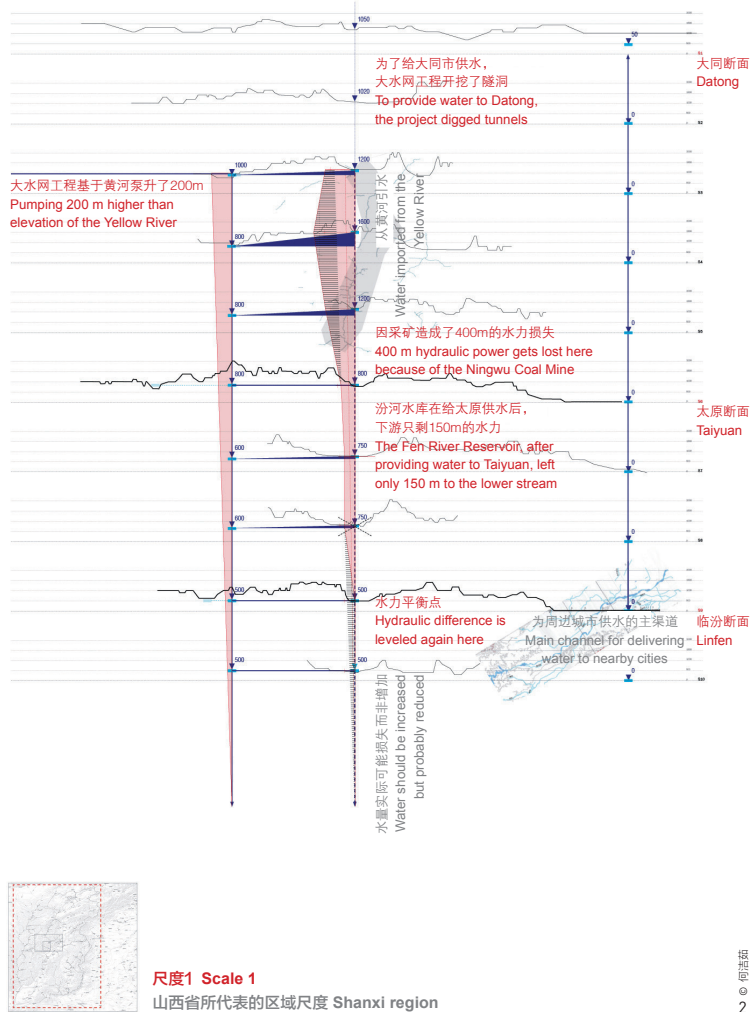 1050
50
为了给大同市供水，
大水网工程开挖了隧洞
To provide water to Datong,
the project digged tunnels
大同断面
Datong
1020
0
1000
1200
0
大水网工程基于黄河泵升了200m
Pumping 200 m higher than
elevation of the Yellow River
从黄河引水
Water imported from the
Yellow River
800
1600
0
800
1200
0
因采矿造成了400m的水力损失
400 m hydraulic power gets lost here
because of the Ningwu Coal Mine
800
800
0
汾河水库在给太原供水后，
下游只剩150m的水力
The Fen River Reservoir, after
providing water to Taiyuan, left
only 150 m to the lower stream
太原断面
Taiyuan
600
750
0
600
750
0
500
500
0
水力平衡点
Hydraulic difference is
leveled again here
为周边城市供水的主渠道
Main channel for delivering
water to nearby cities
临汾断面
Linfen
500
500
0
水量实际可能损失而非增加
Water should be increased
but probably reduced
尺度1 Scale 1
山西省所代表的区域尺度 Shanxi region
© 何洁茹
2